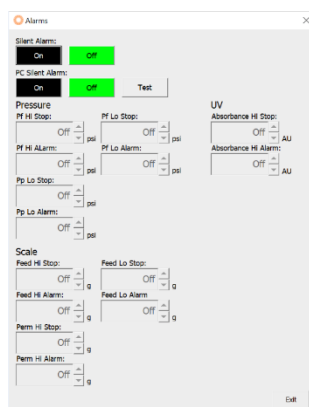 Alarms
Silent Alarm:
On Off
PC Silent Alarm:
On Off Test
Pressure UV
Pf Hi Stop: Pf Lo Stop: Absorbance Hi Stop:
Off psi Off psi Off AU
Pf Hi ALarm: Pf Lo Alarm: Absorbance Hi Alarm:
Off psi Off psi Off AU
Pp Lo Stop:
Off psi
Pp Lo Alarm:
Off psi
Scale
Feed Hi Stop: Feed Lo Stop:
Off g Off g
Feed Hi Alarm: Feed Lo Alarm
Off g Off g
Perm Hi Stop:
Off g
Perm Hi Alarm:
Off g
Exit